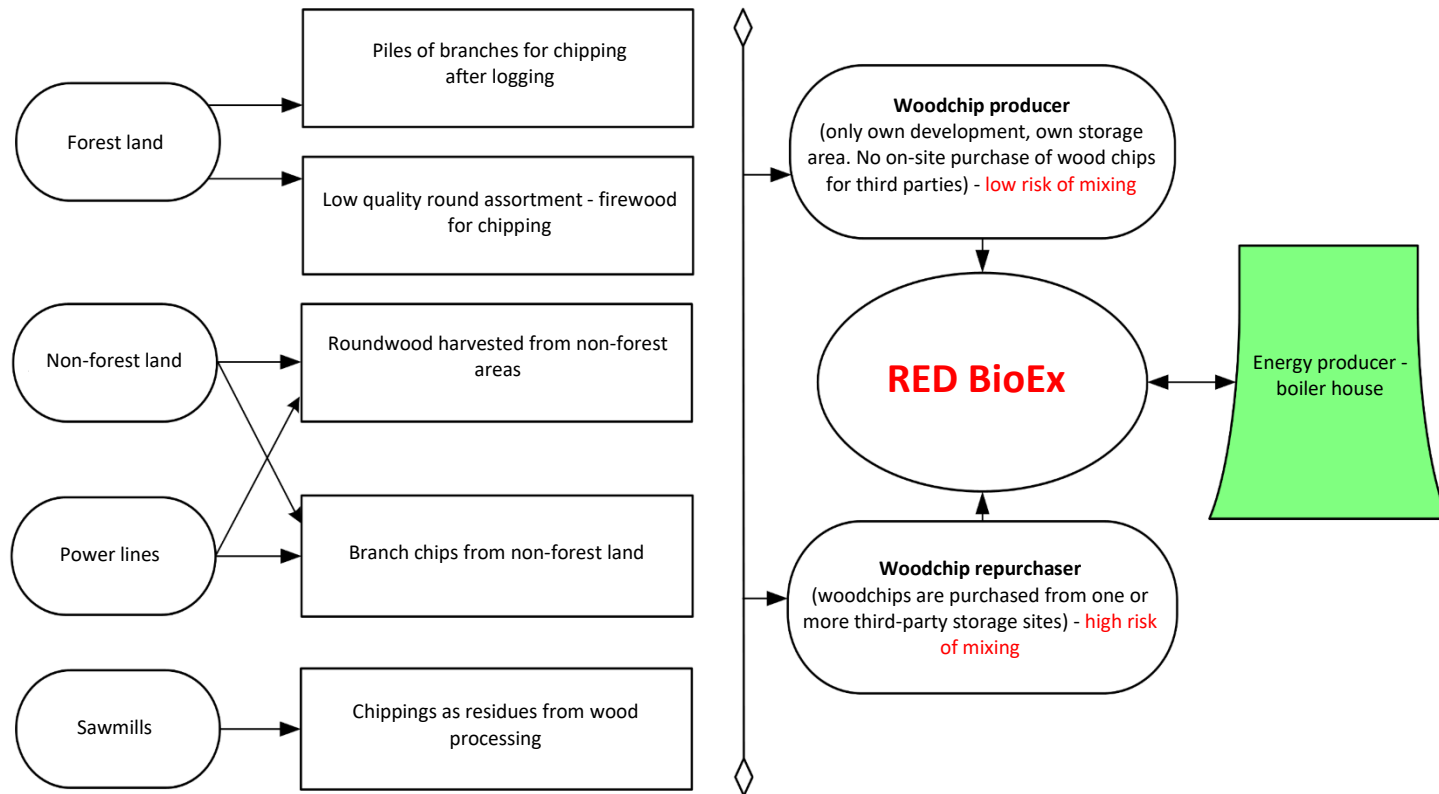 Piles of branches for chipping
after logging
Forest land
Low quality round assortment - firewood
for chipping
Non-forest land
Roundwood harvested from non-forest
areas
Power lines
Branch chips from non-forest land
Sawmills
Chippings as residues from wood
processing
Woodchip producer
(only own development, own storage
area. No on-site purchase of wood chips
for third parties) - low risk of mixing
RED BioEx
Energy producer -
boiler house
Woodchip repurchaser
(woodchips are purchased from one or
more third-party storage sites) - high risk
of mixing